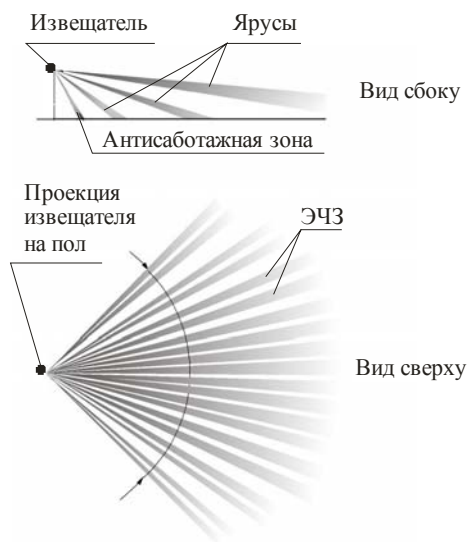 Извещатель
Ярусы
Вид сбоку
Антисаботажная зона
Проекция
извещателя
на пол
ЭЧЗ
Вид сверху